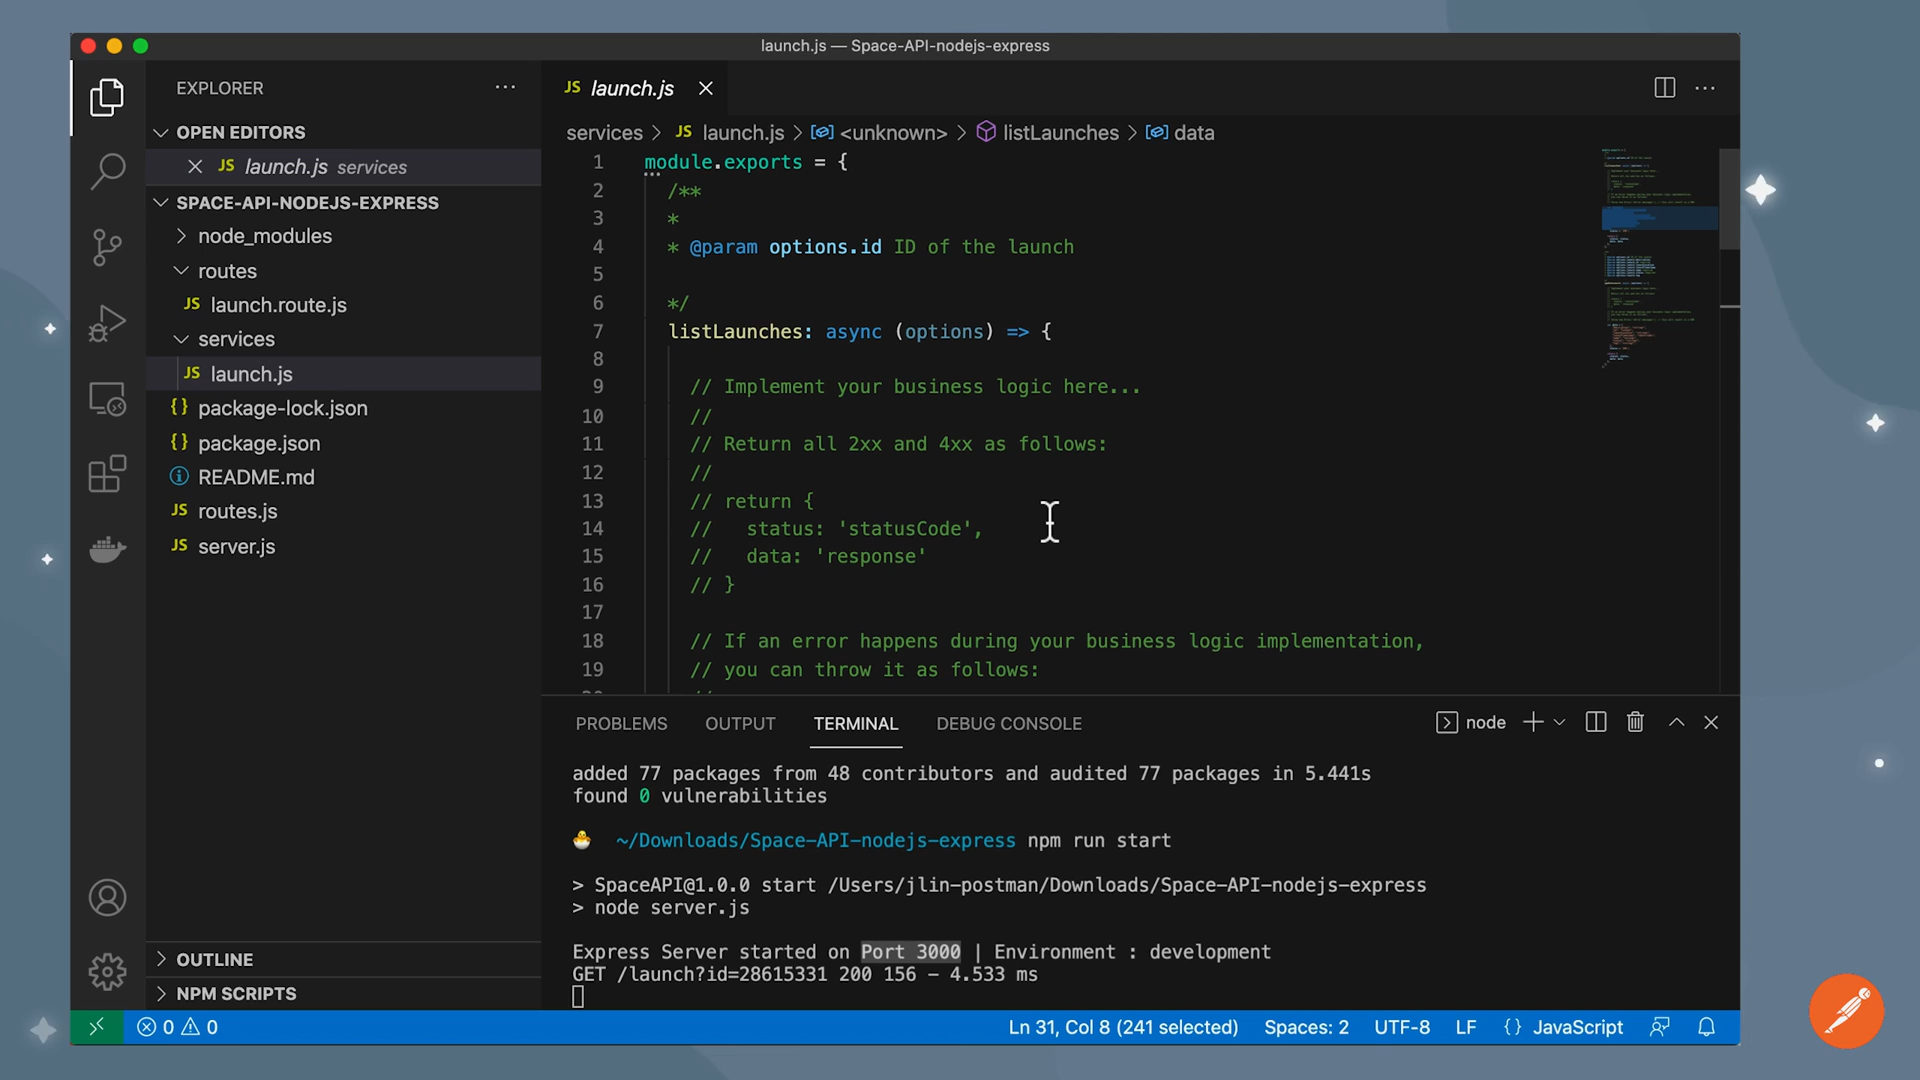 launch.js — Space-API-nodejs-express
EXPLORER
OPEN EDITORS
JS launch.js services
SPACE-API-NODEJS-EXPRESS
node_modules
routes
JS launch.route.js
services
JS launch.js
{} package-lock.json
{} package.json
README.md
JS routes.js
JS server.js
OUTLINE
NPM SCRIPTS
JS launch.js
services > JS launch.js > <unknown> > listLaunches > data
1 module.exports = {
2 /**
3 *
4 * @param options.id ID of the launch
5
6 */
7 listLaunches: async (options) => {
8
9 // Implement your business logic here...
10 //
11 // Return all 2xx and 4xx as follows:
12 //
13 // return {
14 // status: 'statusCode',
15 // data: 'response'
16 // }
17
18 // If an error happens during your business logic implementation,
19 // you can throw it as follows:
20 //
PROBLEMS OUTPUT TERMINAL DEBUG CONSOLE
node
added 77 packages from 48 contributors and audited 77 packages in 5.441s
found 0 vulnerabilities
~/Downloads/Space-API-nodejs-express npm run start
> SpaceAPI@1.0.0 start /Users/jlin-postman/Downloads/Space-API-nodejs-express
> node server.js
Express Server started on Port 3000 | Environment : development
GET /launch?id=28615331 200 156 - 4.533 ms
0 0
Ln 31, Col 8 (241 selected) Spaces: 2 UTF-8 LF {} JavaScript